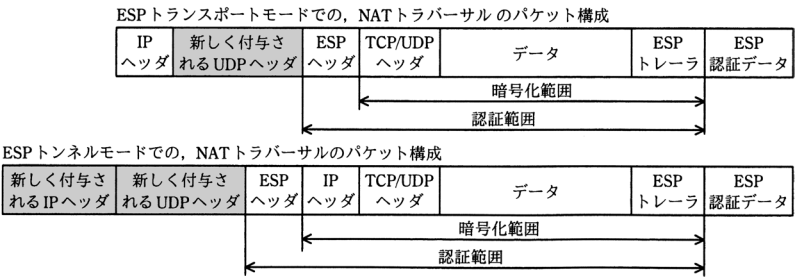 ESPトランスポートモードでの，NATトラバーサルのパケット構成
IP
ヘッダ
新しく付与さ
れるUDPヘッダ
ESP
ヘッダ
TCP/UDP
ヘッダ
データ
ESP
トレーラ
ESP
認証データ
暗号化範囲
認証範囲
ESPトンネルモードでの，NATトラバーサルのパケット構成
新しく付与さ
れるIPヘッダ
新しく付与さ
れるUDPヘッダ
ESP
ヘッダ
IP
ヘッダ
TCP/UDP
ヘッダ
データ
ESP
トレーラ
ESP
認証データ
暗号化範囲
認証範囲